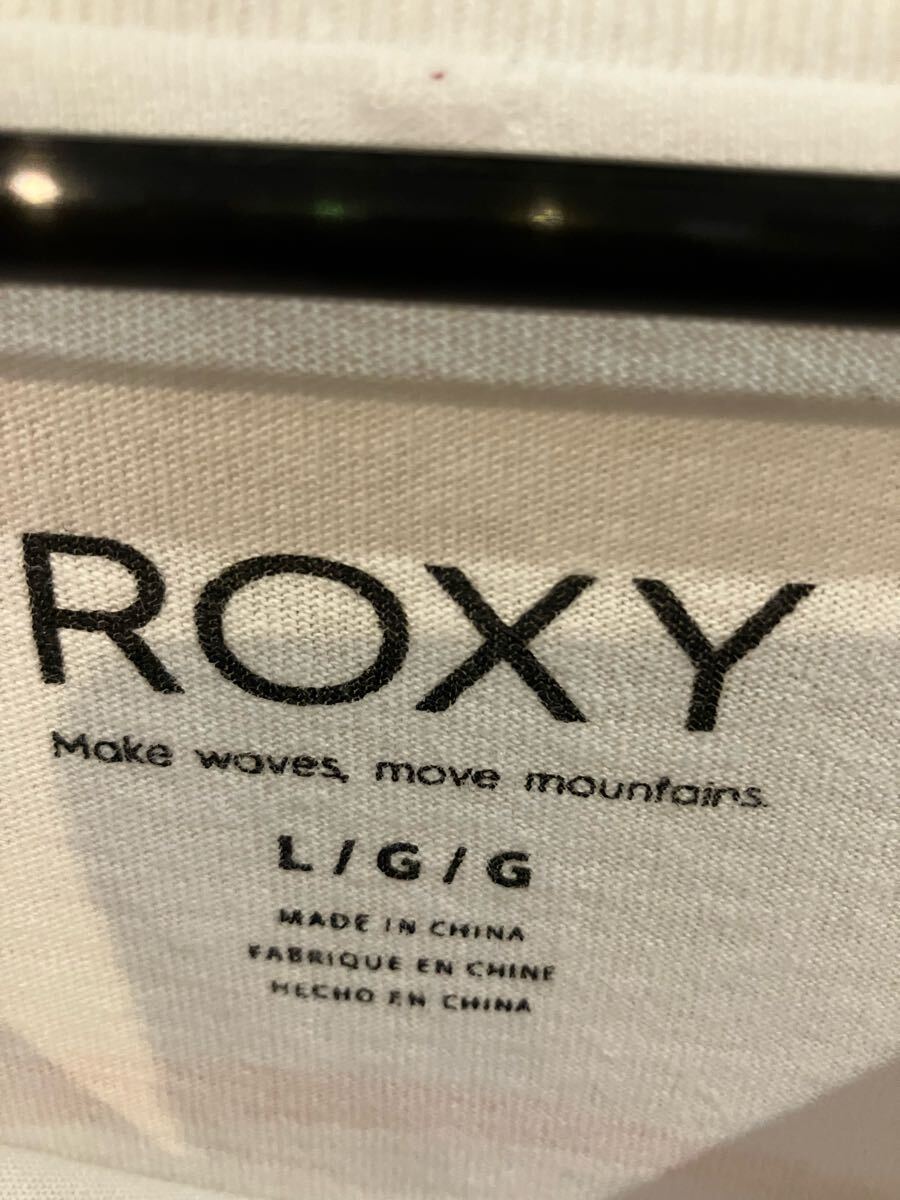 ROXY
Make waves, move mountains.
L/G/G
MADE IN CHINA
FABRIQUE EN CHINE
HECHO EN CHINA